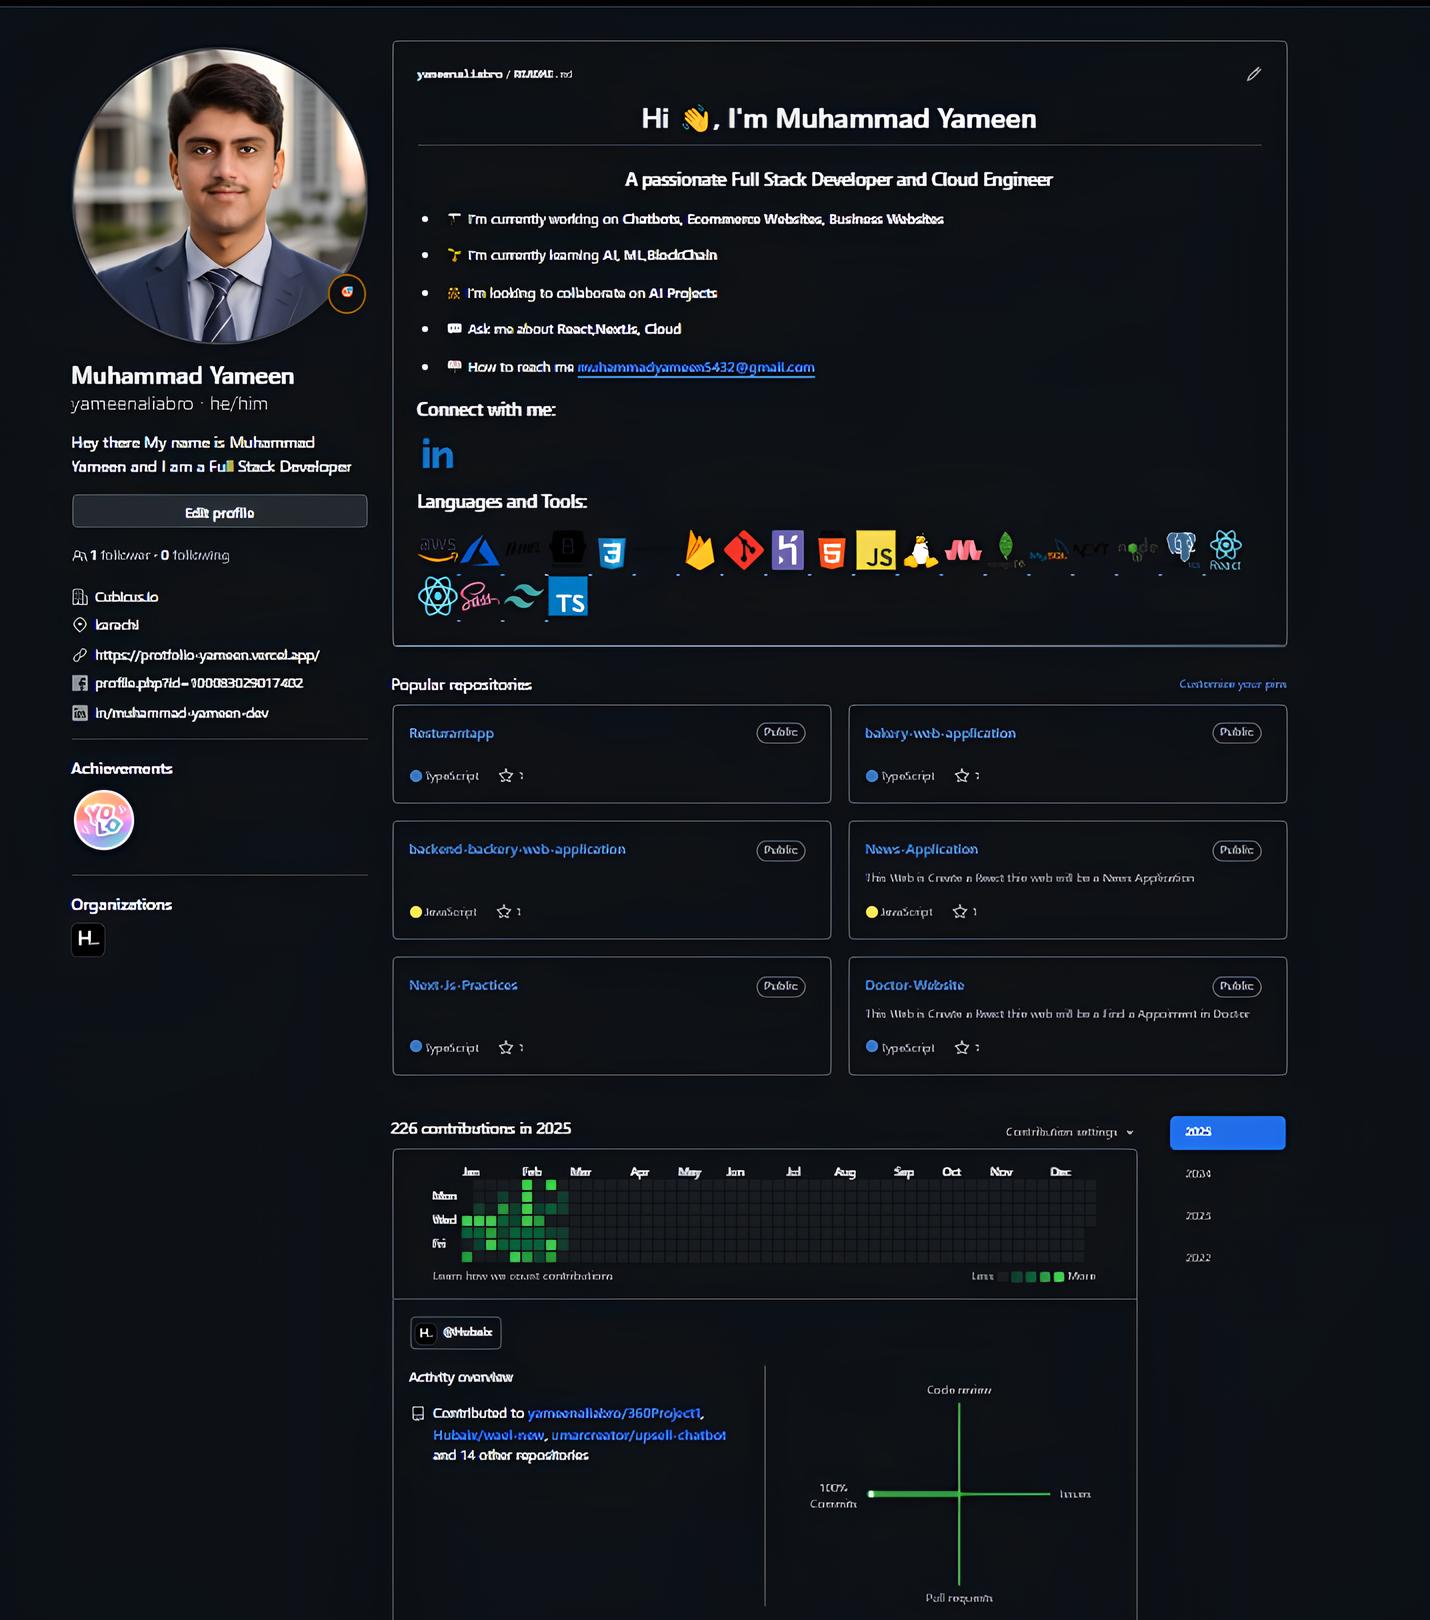 yameenaliabro / README.md
Hi 👋, I'm Muhammad Yameen
A passionate Full Stack Developer and Cloud Engineer
I'm currently working on Chatbots, Ecommerce Websites, Business Websites
I'm currently learning AI, ML,BlockChain
I'm looking to collaborate on AI Projects
Ask me about React,NextJs, Cloud
How to reach me muhammadyameen5432@gmail.com
Connect with me:
in
Languages and Tools:
aws
3
5
JS
node
React
Sass
TS
Muhammad Yameen
yameenaliabro · he/him
Hey there My name is Muhammad
Yameen and I am a Full Stack Developer
Edit profile
1 follower · 0 following
Cubicus.io
karachi
https://protfolio-yameen.vercel.app/
profile.php?id=100083029017402
in/muhammad-yameen-dev
Achievements
YOLO
Organizations
H_
Popular repositories
Customize your pins
Resturantapp Public
TypeScript 1
bakery-web-application Public
TypeScript 1
backend-backery-web-application Public
JavaScript 1
News-Application Public
This Web is Create a React this web will be a News Application
JavaScript 1
Next-Js-Practices Public
TypeScript 1
Doctor-Website Public
This Web is Create a React this web will be a Find a Appoinment in Doctor
TypeScript 1
226 contributions in 2025
Contribution settings
2025
2024
2023
2022
Jan Feb Mar Apr May Jun Jul Aug Sep Oct Nov Dec
Mon
Wed
Fri
Learn how we count contributions
Less More
H_ @Hubaix
Activity overview
Contributed to yameenaliabro/360Project1,
Hubaix/wael-new, umarcreator/upsell-chatbot
and 14 other repositories
Code review
100%
Commits
Issues
Pull requests